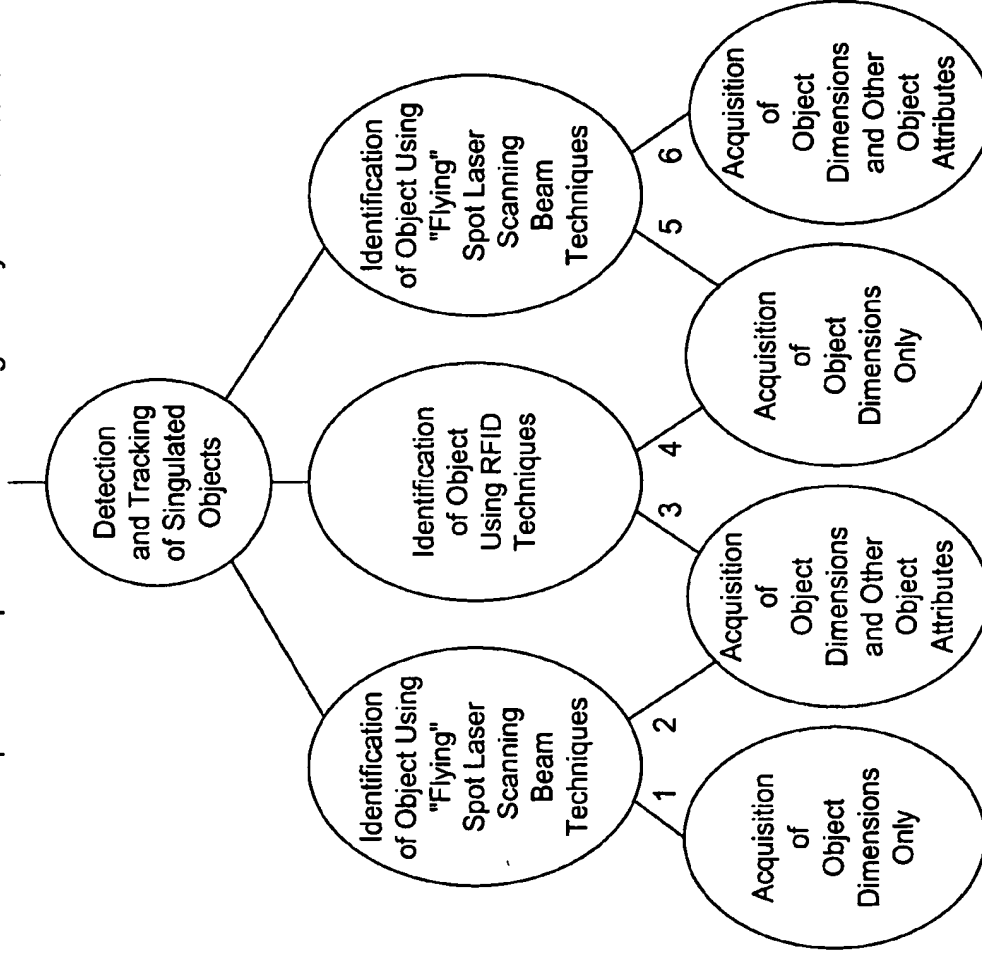 Detection
and Tracking
of Singulated
Objects
Identification
of Object Using
"Flying"
Spot Laser
Scanning
Beam
Techniques
Identification
of Object
Using RFID
Techniques
Identification
of Object Using
"Flying"
Spot Laser
Scanning
Beam
Techniques
1
2
3
4
5
6
Acquisition
of
Object
Dimensions
Only
Acquisition
of
Object
Dimensions
and Other
Object
Attributes
Acquisition
of
Object
Dimensions
Only
Acquisition
of
Object
Dimensions
and Other
Object
Attributes